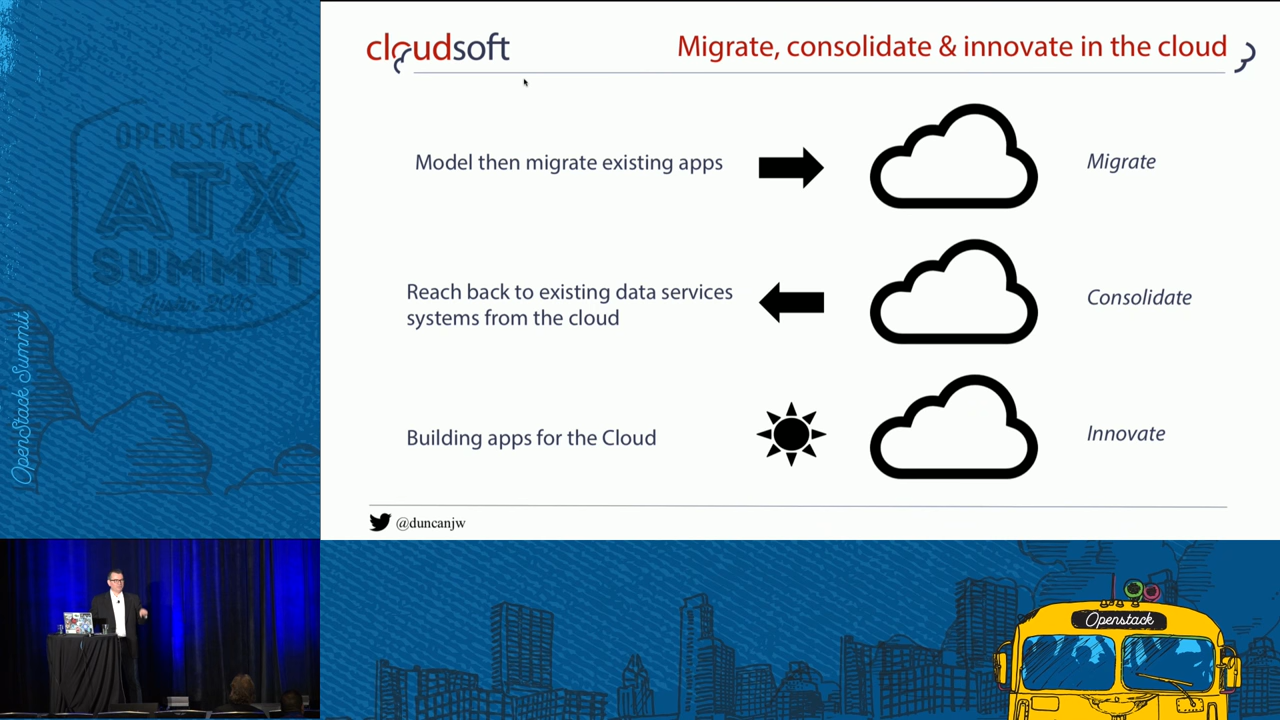 cloudsoft
Migrate, consolidate & innovate in the cloud
Model then migrate existing apps
Migrate
Reach back to existing data services
systems from the cloud
Consolidate
Building apps for the Cloud
Innovate
@duncanjw
OPENSTACK
ATX
SUMMIT
OpenStack Summit
Openstack